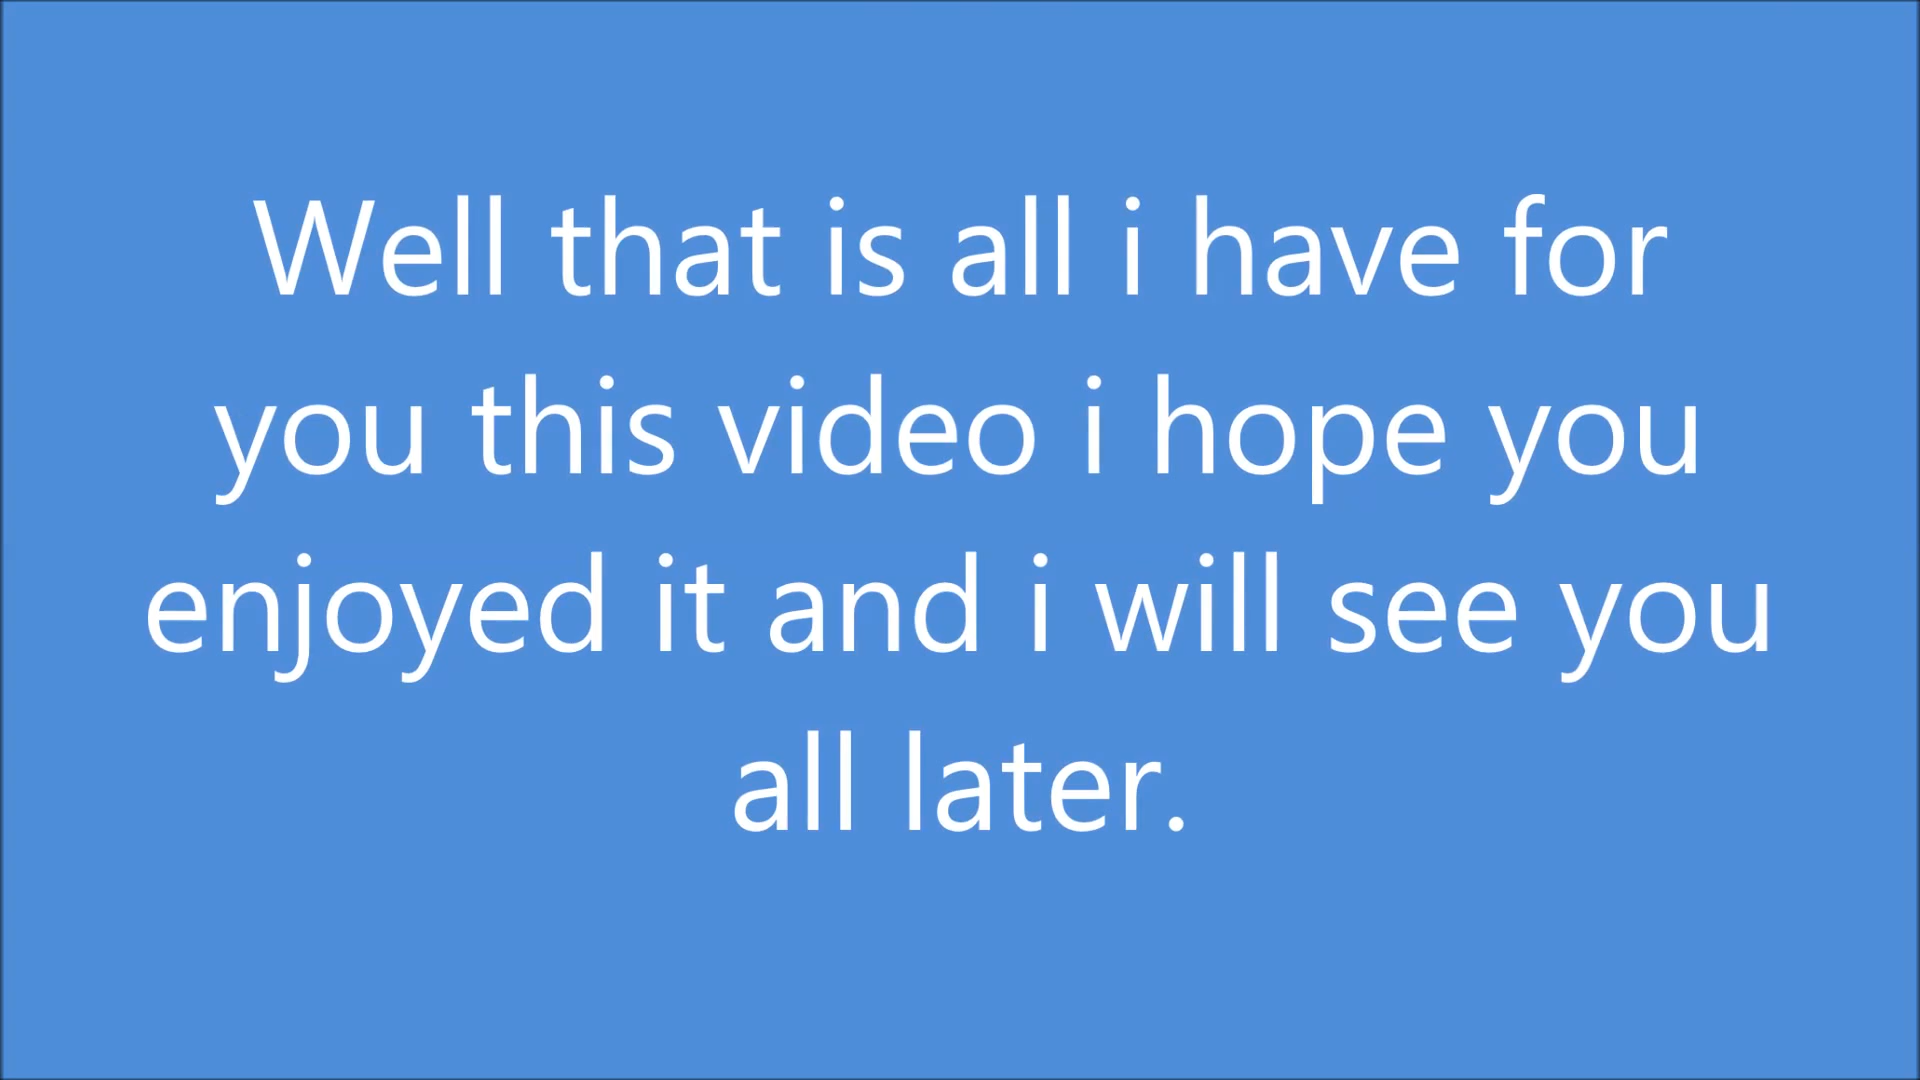 Well that is all i have for
you this video i hope you
enjoyed it and i will see you
all later.